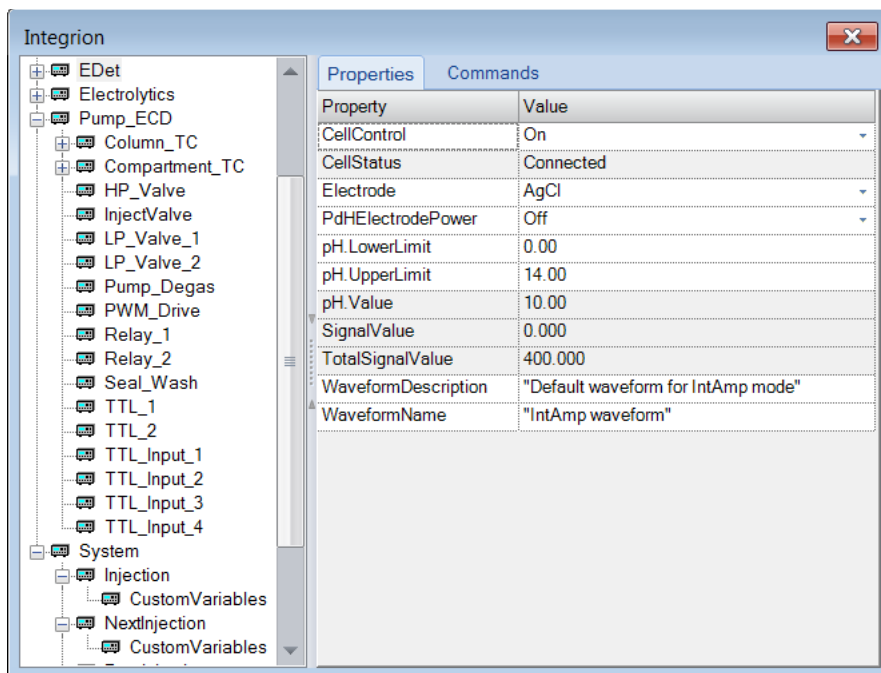 Integrion
EDet
Electrolytics
Pump_ECD
Column_TC
Compartment_TC
HP_Valve
InjectValve
LP_Valve_1
LP_Valve_2
Pump_Degas
PWM_Drive
Relay_1
Relay_2
Seal_Wash
TTL_1
TTL_2
TTL_Input_1
TTL_Input_2
TTL_Input_3
TTL_Input_4
System
Injection
CustomVariables
NextInjection
CustomVariables
Properties Commands
Property Value
CellControl On
CellStatus Connected
Electrode AgCl
PdHElectrodePower Off
pH.LowerLimit 0.00
pH.UpperLimit 14.00
pH.Value 10.00
SignalValue 0.000
TotalSignalValue 400.000
WaveformDescription "Default waveform for IntAmp mode"
WaveformName "IntAmp waveform"